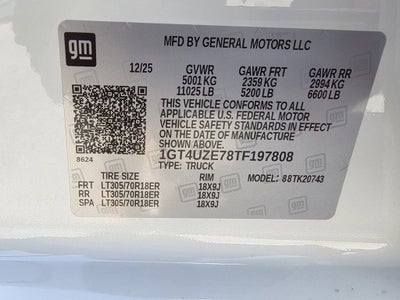 gm
MFD BY GENERAL MOTORS LLC
12/25 GVWR GAWR FRT GAWR RR
5001 KG 2359 KG 2994 KG
11025 LB 5200 LB 6600 LB
THIS VEHICLE CONFORMS TO ALL
APPLICABLE U.S. FEDERAL MOTOR
VEHICLE SAFETY STANDARDS IN
EFFECT ON THE DATE OF MANUFACTURE
SHOWN ABOVE.
8624
1GT4UZE78TF197808
TYPE: TRUCK MODEL: 88TK20743
TIRE SIZE RIM
FRT LT305/70R18ER 18X9J
RR LT305/70R18ER 18X9J
SPA LT305/70R18ER 18X9J